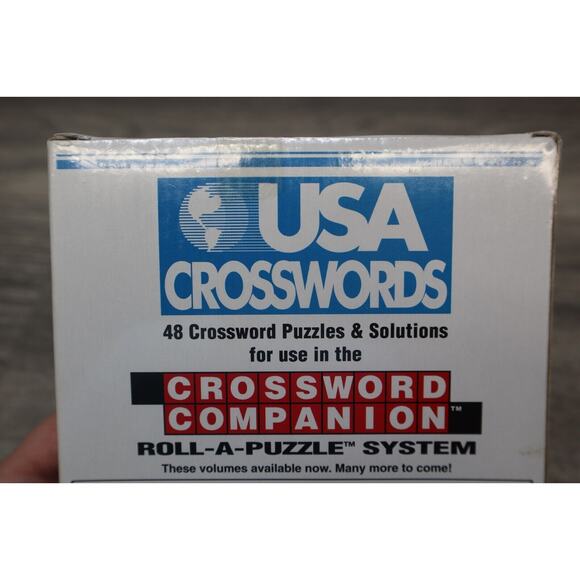 USA
CROSSWORDS
48 Crossword Puzzles & Solutions
for use in the
CROSSWORD
COMPANION™
ROLL-A-PUZZLE™ SYSTEM
These volumes available now. Many more to come!